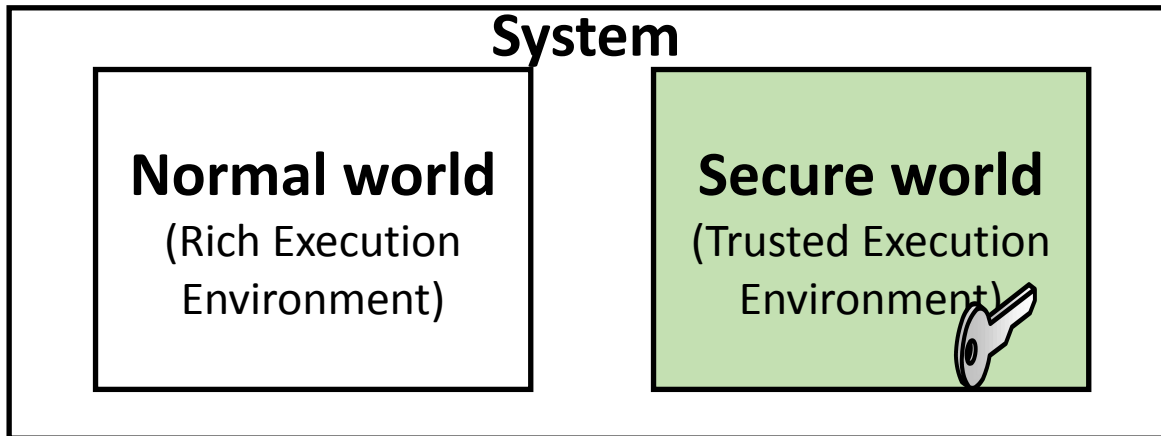 System
Normal world
(Rich Execution
Environment)
Secure world
(Trusted Execution
Environment)